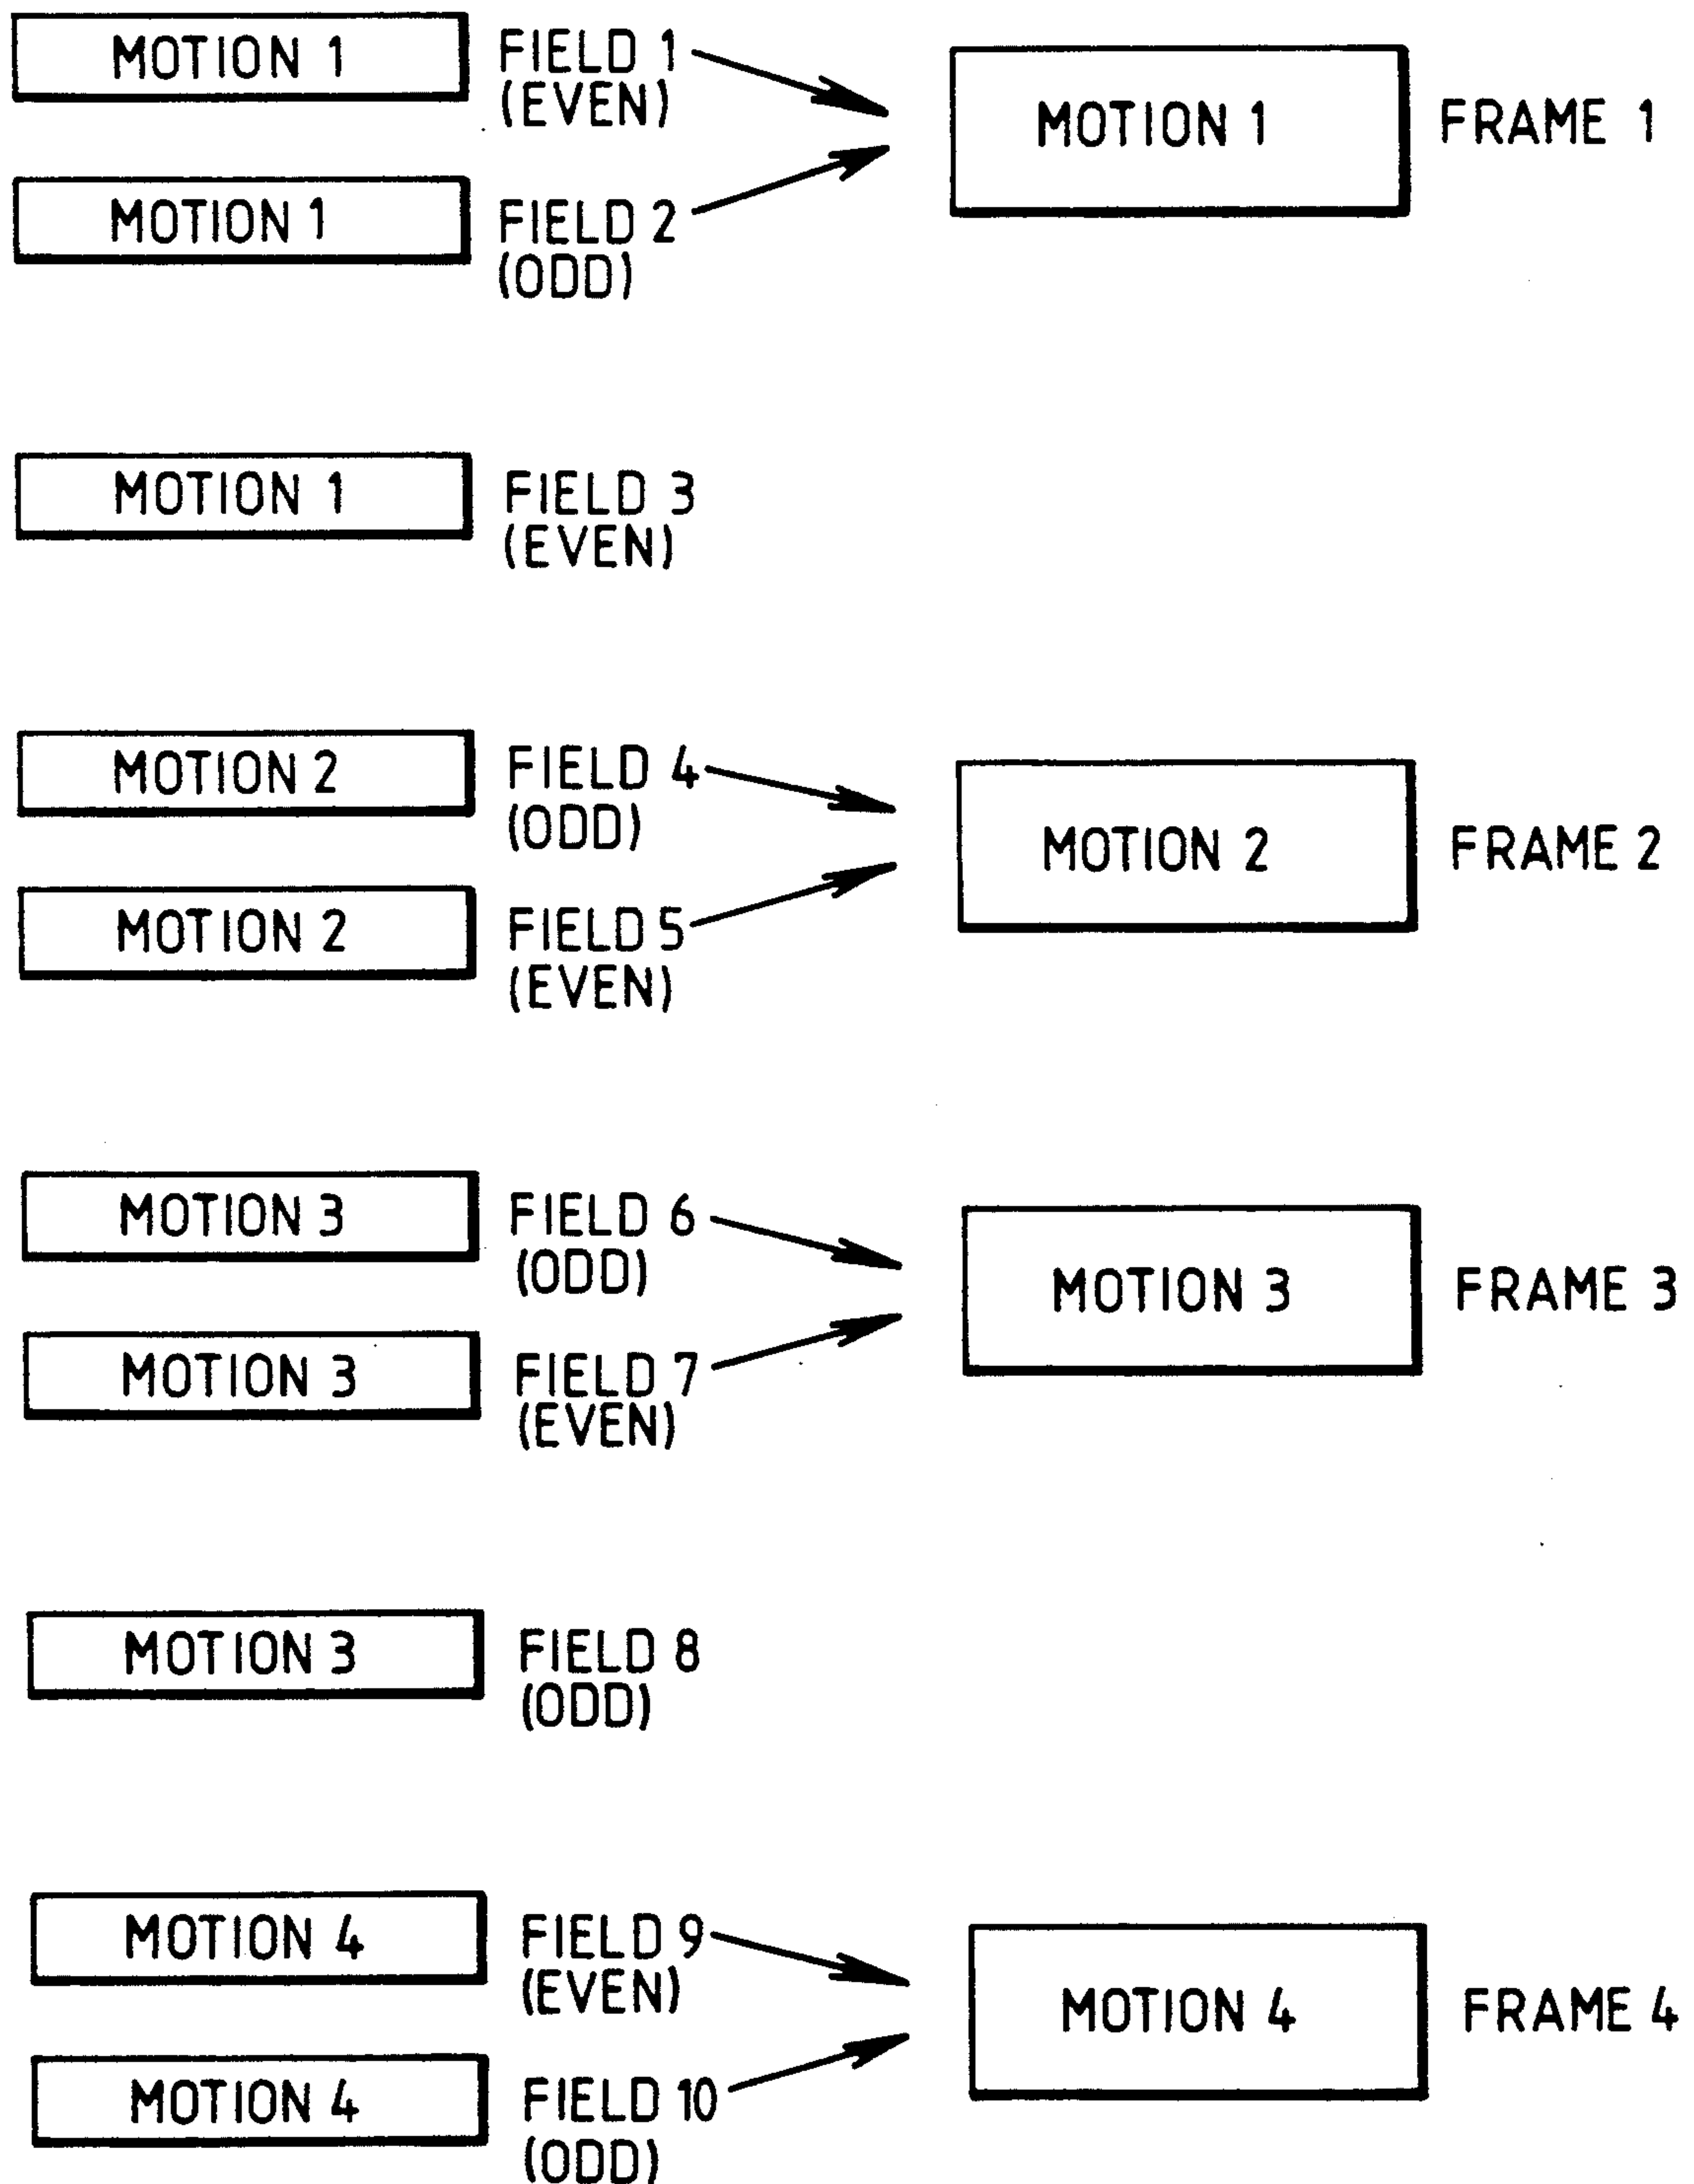 MOTION 1 FIELD 1
(EVEN)
MOTION 1 FRAME 1
MOTION 1 FIELD 2
(ODD)
MOTION 1 FIELD 3
(EVEN)
MOTION 2 FIELD 4
(ODD)
MOTION 2 FRAME 2
MOTION 2 FIELD 5
(EVEN)
MOTION 3 FIELD 6
(ODD)
MOTION 3 FRAME 3
MOTION 3 FIELD 7
(EVEN)
MOTION 3 FIELD 8
(ODD)
MOTION 4 FIELD 9
(EVEN)
MOTION 4 FRAME 4
MOTION 4 FIELD 10
(ODD)